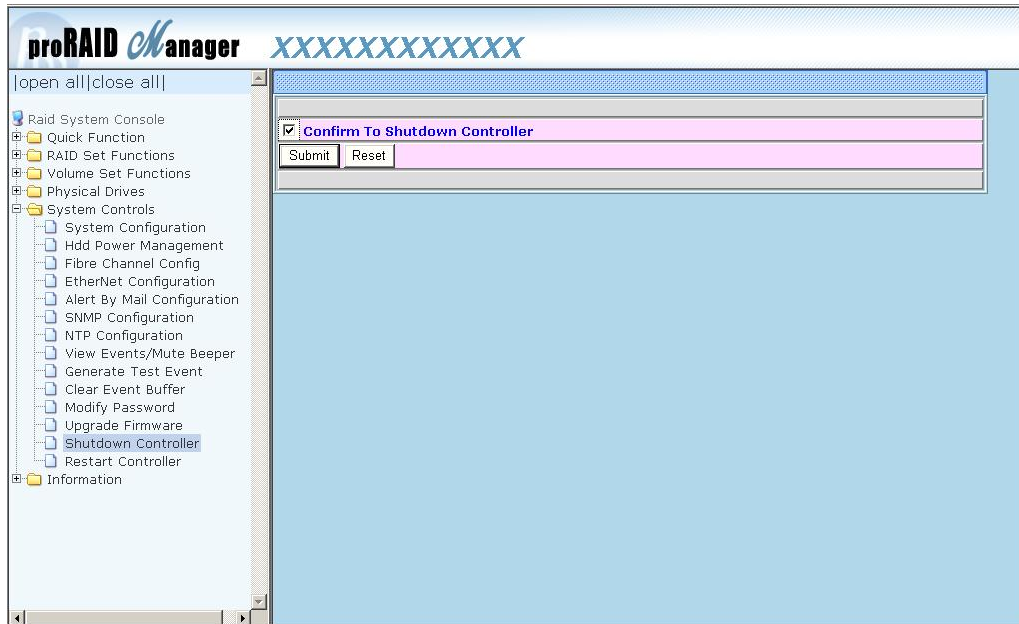 proRAID Manager
XXXXXXXXXXXX
|open all|close all|
Raid System Console
Quick Function
RAID Set Functions
Volume Set Functions
Physical Drives
System Controls
System Configuration
Hdd Power Management
Fibre Channel Config
EtherNet Configuration
Alert By Mail Configuration
SNMP Configuration
NTP Configuration
View Events/Mute Beeper
Generate Test Event
Clear Event Buffer
Modify Password
Upgrade Firmware
Shutdown Controller
Restart Controller
Information
Confirm To Shutdown Controller
Submit Reset